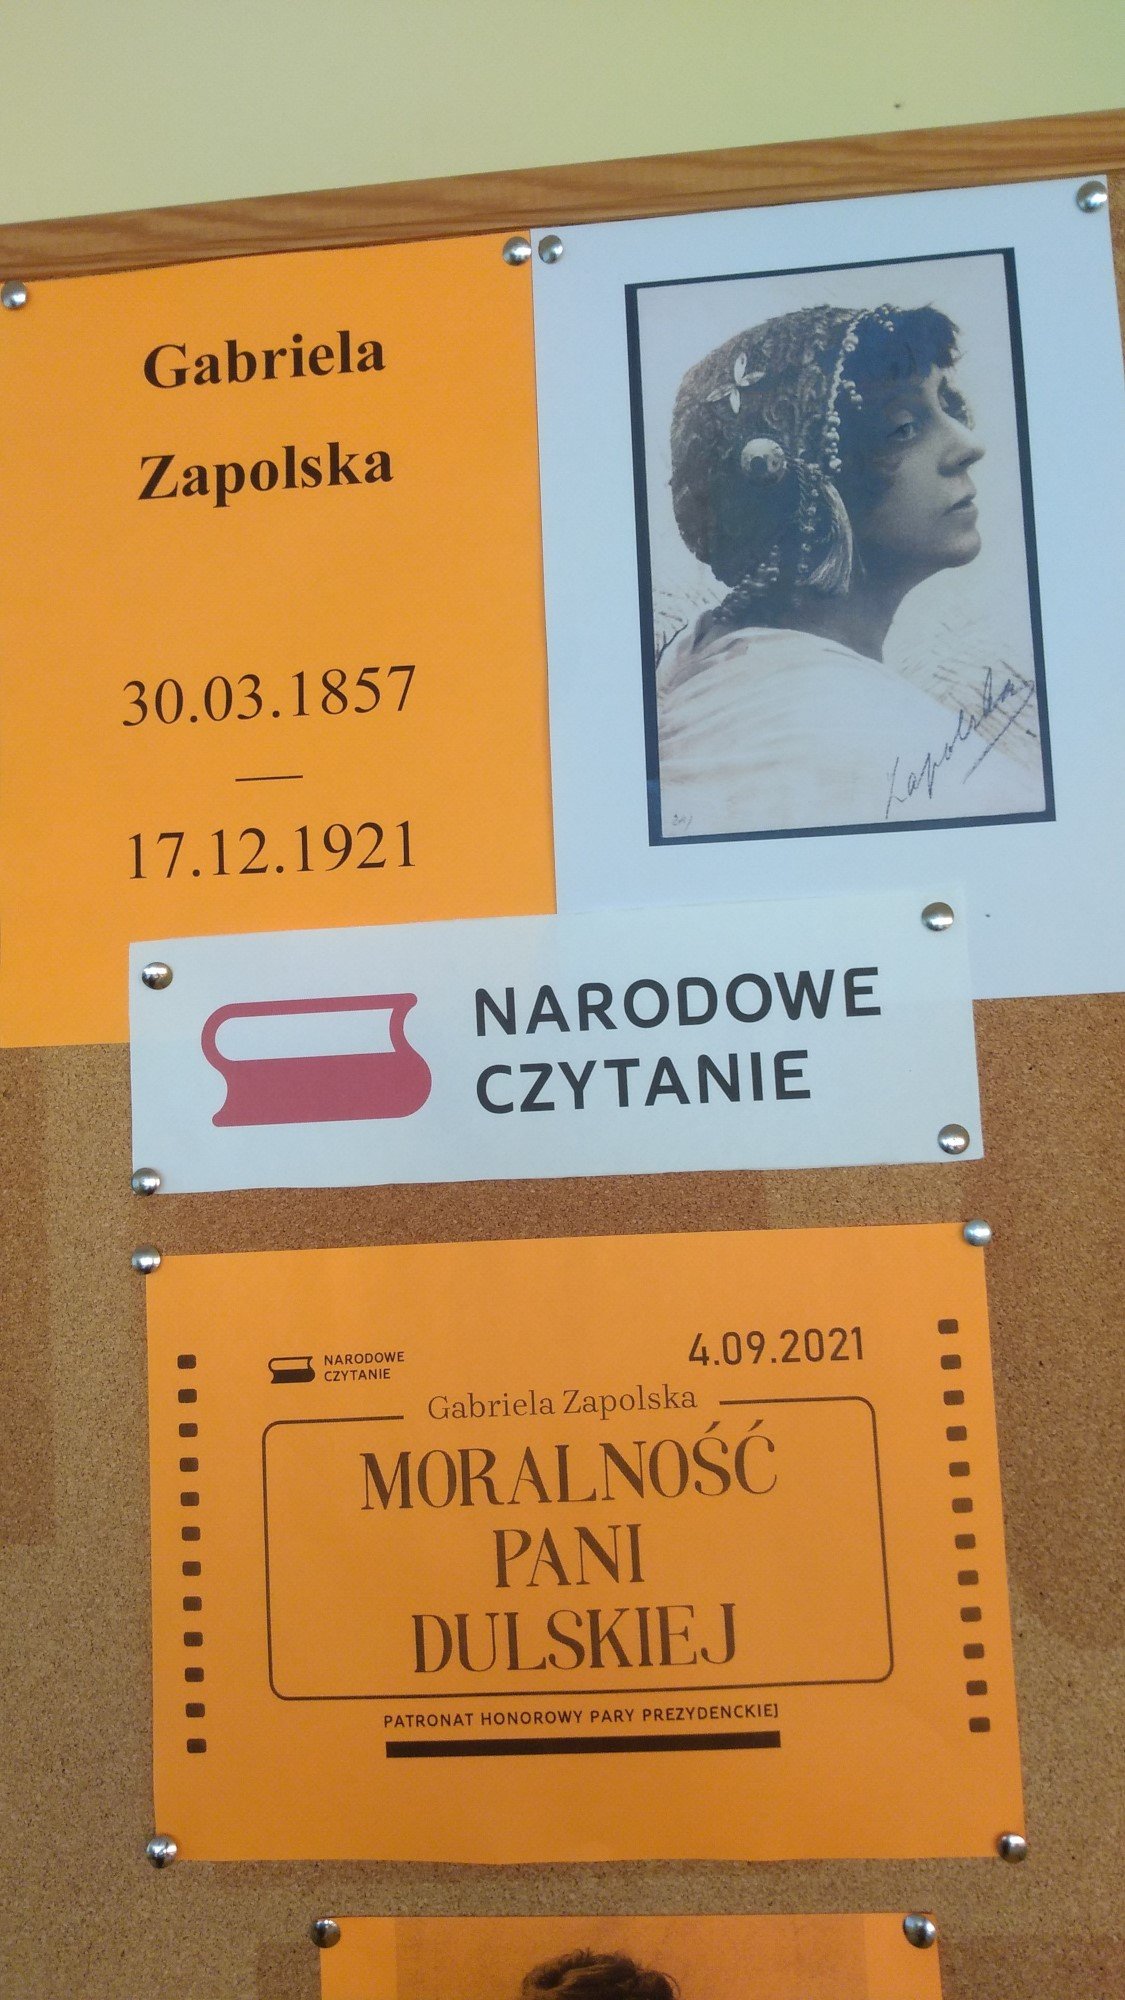 Gabriela
Zapolska
30.03.1857
—
17.12.1921
Zapolska
NARODOWE
CZYTANIE
NARODOWE
CZYTANIE
4.09.2021
Gabriela Zapolska
MORALNOŚĆ
PANI
DULSKIEJ
PATRONAT HONOROWY PARY PREZYDENCKIEJ